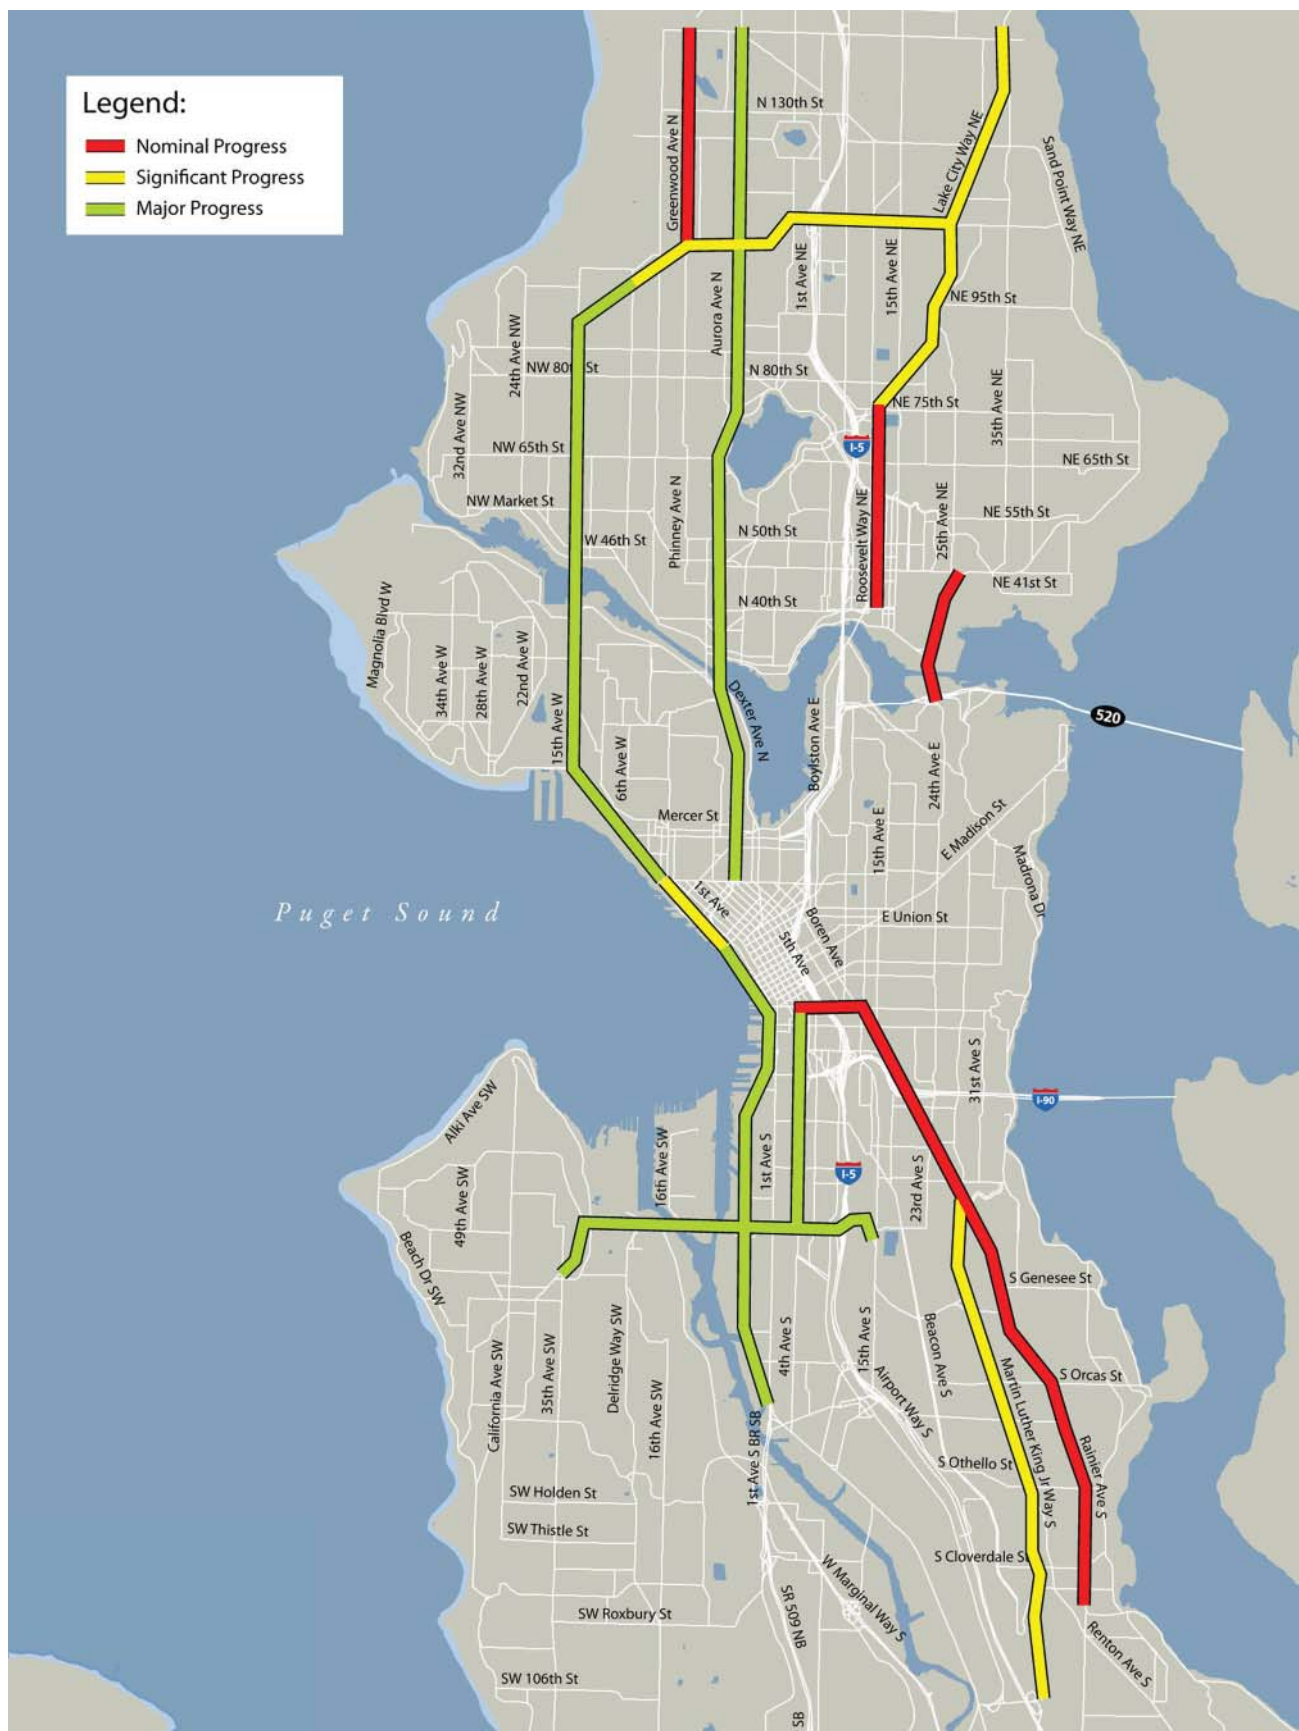 Legend:
Nominal Progress
Significant Progress
Major Progress
N 130th St
Greenwood Ave N
Lake City Way NE
Sand Point Way NE
Aurora Ave N
1st Ave NE
15th Ave NE
NE 95th St
24th Ave NW
NW 80th St
N 80th St
NE 75th St
35th Ave NE
32nd Ave NW
NW 65th St
I-5
NE 65th St
NW Market St
Phinney Ave N
W 46th St
N 50th St
Roosevelt Way NE
25th Ave NE
NE 55th St
NE 41st St
N 40th St
Magnolia Blvd W
34th Ave W
28th Ave W
22nd Ave W
15th Ave W
6th Ave W
Dexter Ave N
Boylston Ave E
520
24th Ave E
Mercer St
15th Ave E
E Madison St
Madrona Dr
1st Ave
Puget Sound
Boren Ave
E Union St
5th Ave
31st Ave S
I-90
Alki Ave SW
16th Ave SW
1st Ave S
I-5
23rd Ave S
49th Ave SW
Beach Dr SW
S Genesee St
California Ave SW
35th Ave SW
Delridge Way SW
16th Ave SW
4th Ave S
15th Ave S
Beacon Ave S
Airport Way S
Martin Luther King Jr Way S
S Orcas St
1st Ave S BR SB
S Othello St
Rainier Ave S
SW Holden St
SW Thistle St
S Cloverdale St
W Marginal Way S
SW Roxbury St
SR 509 NB
Renton Ave S
SW 106th St
SB